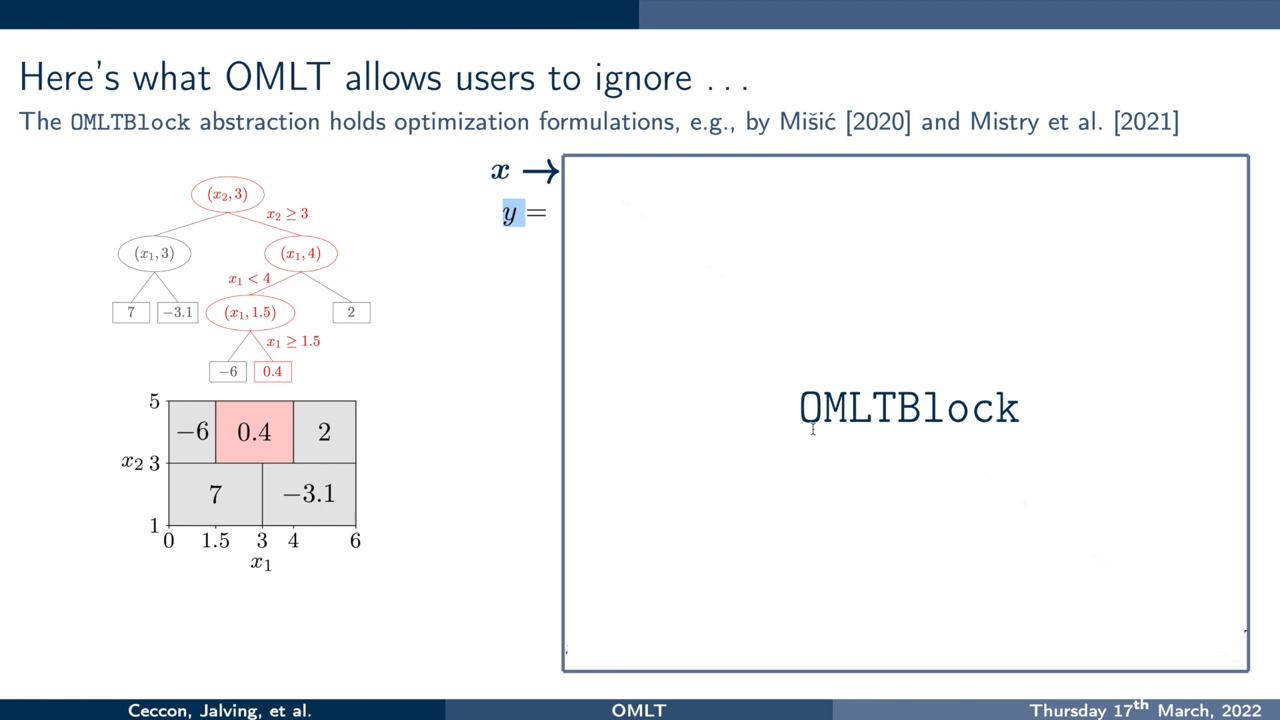 Here's what OMLT allows users to ignore . . .
The OMLTBlock abstraction holds optimization formulations, e.g., by Mišić [2020] and Mistry et al. [2021]
(x₂, 3)
x₂ ≥ 3
(x₁, 3)
(x₁, 4)
x₁ < 4
7
−3.1
(x₁, 1.5)
2
x₁ ≥ 1.5
−6
0.4
5
−6
0.4
2
x₂ 3
7
−3.1
1
0
1.5
3
4
6
x₁
x →
y =
OMLTBlock
Ceccon, Jalving, et al.
OMLT
Thursday 17th March, 2022